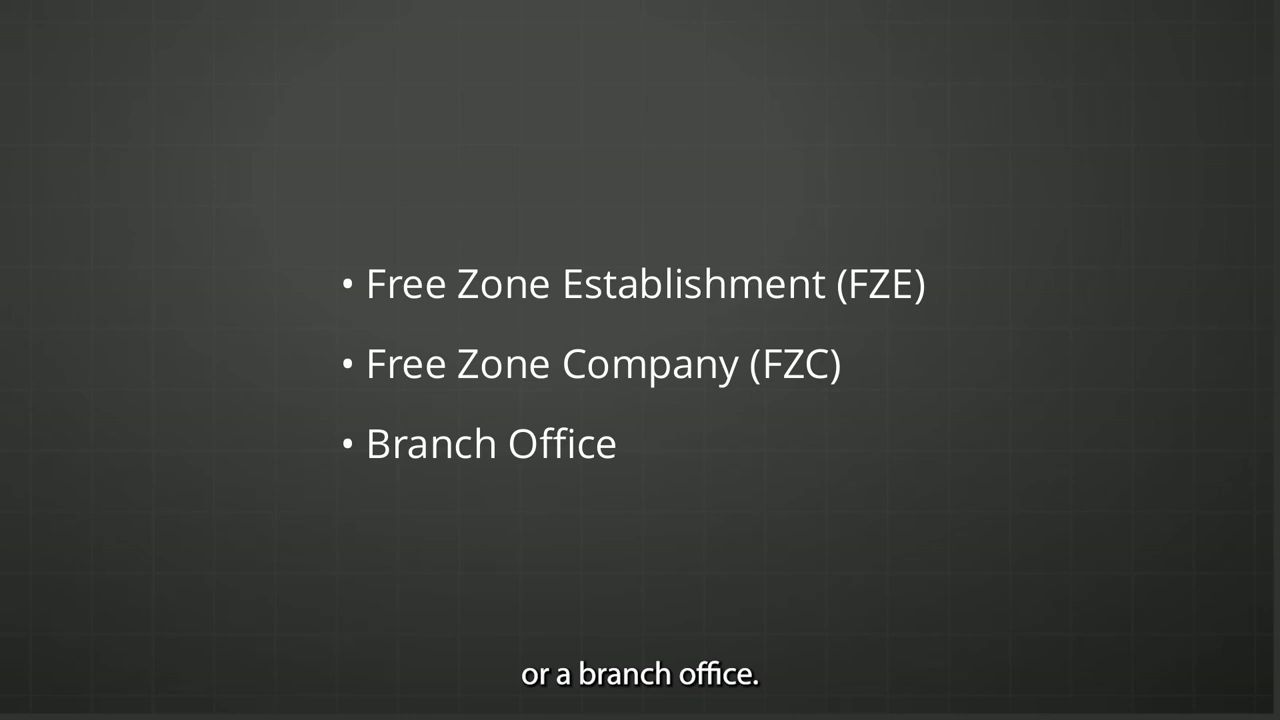 • Free Zone Establishment (FZE)
• Free Zone Company (FZC)
• Branch Office
or a branch office.